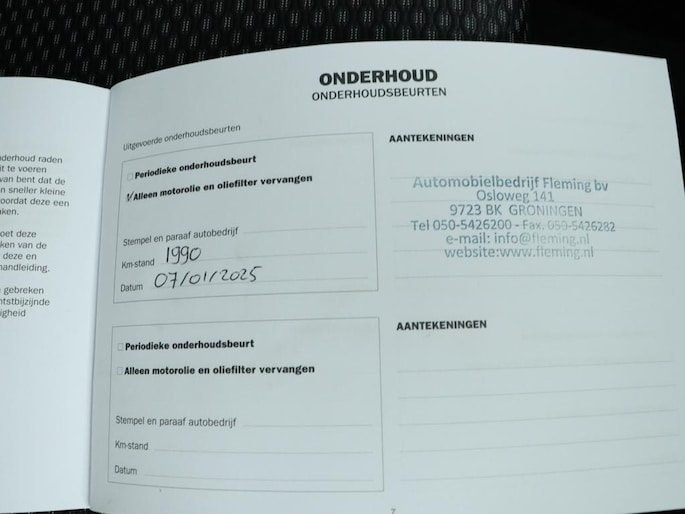 nderhoud raden
it te voeren
van bent dat de
n sneller kleine
oordat deze een
aken.
oet deze
ken van de
deze en
handleiding.
gebreken
ntstbijzijnde
igheid
ONDERHOUD
ONDERHOUDSBEURTEN
Uitgevoerde onderhoudsbeurten
Periodieke onderhoudsbeurt
Alleen motorolie en oliefilter vervangen
Stempel en paraaf autobedrijf
Km-stand 1990
Datum 07/01/2025
AANTEKENINGEN
Automobielbedrijf Fleming bv
Osloweg 141
9723 BK GRONINGEN
Tel 050-5426200 - Fax. 050-5426282
e-mail: info@fleming.nl
website:www.fleming.nl
Periodieke onderhoudsbeurt
Alleen motorolie en oliefilter vervangen
Stempel en paraaf autobedrijf
Km-stand
Datum
AANTEKENINGEN
7